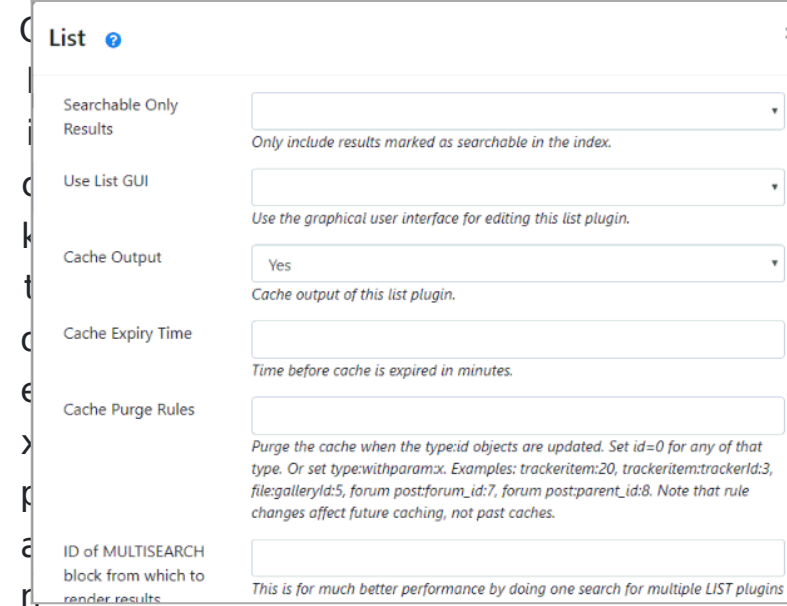 List
Searchable Only
Results
Only include results marked as searchable in the index.
Use List GUI
Use the graphical user interface for editing this list plugin.
Cache Output
Yes
Cache output of this list plugin.
Cache Expiry Time
Time before cache is expired in minutes.
Cache Purge Rules
Purge the cache when the type:id objects are updated. Set id=0 for any of that
type. Or set type:withparam:x. Examples: trackeritem:20, trackeritem:trackerId:3,
file:galleryId:5, forum post:forum_id:7, forum post:parent_id:8. Note that rule
changes affect future caching, not past caches.
ID of MULTISEARCH
block from which to
render results
This is for much better performance by doing one search for multiple LIST plugins